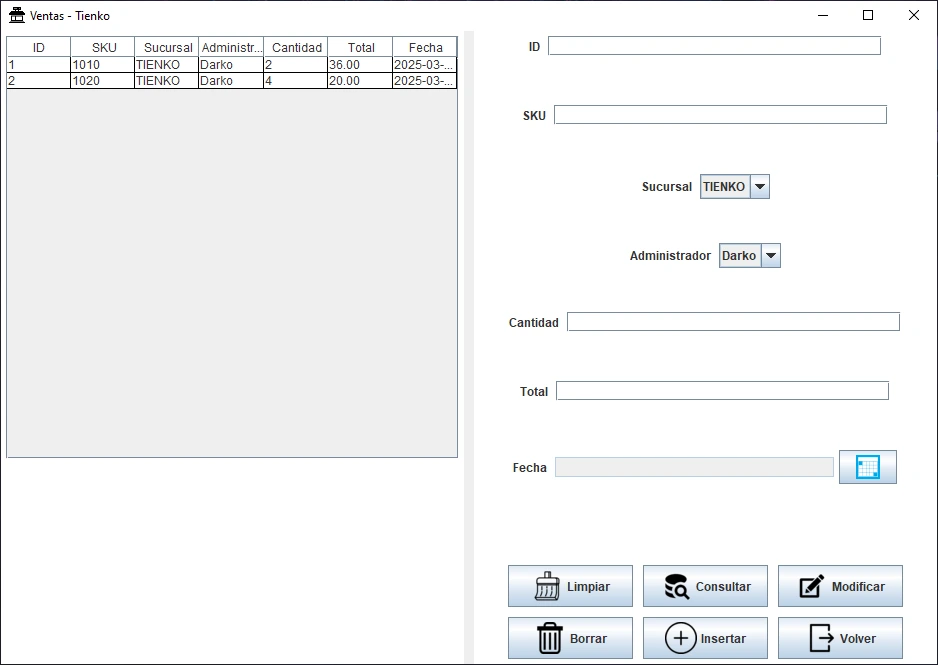 Ventas - Tienko
ID SKU Sucursal Administr... Cantidad Total Fecha
1 1010 TIENKO Darko 2 36.00 2025-03-...
2 1020 TIENKO Darko 4 20.00 2025-03-...
ID
SKU
Sucursal TIENKO
Administrador Darko
Cantidad
Total
Fecha
Limpiar Consultar Modificar
Borrar Insertar Volver